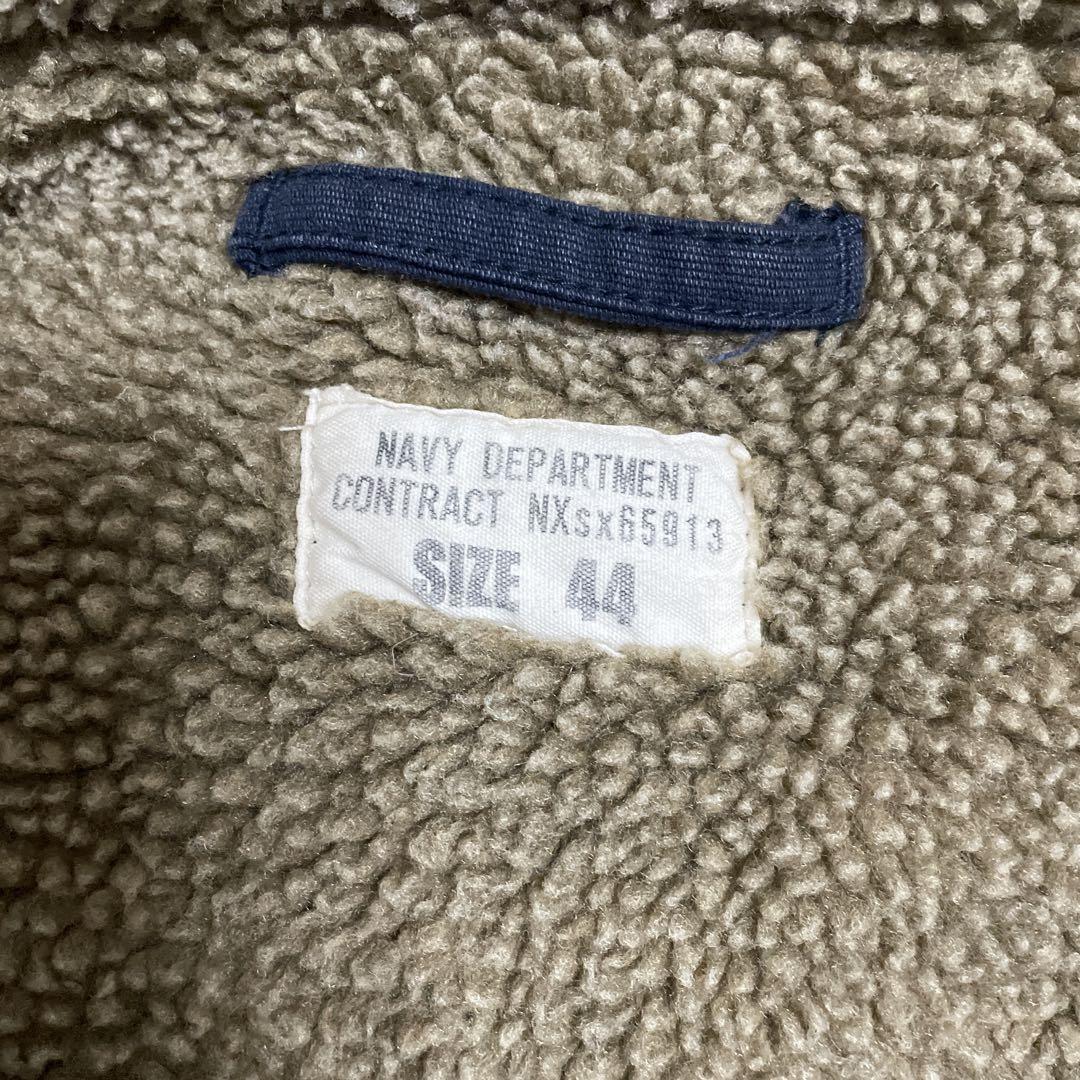 NAVY DEPARTMENT
CONTRACT NXsx65913
SIZE 44